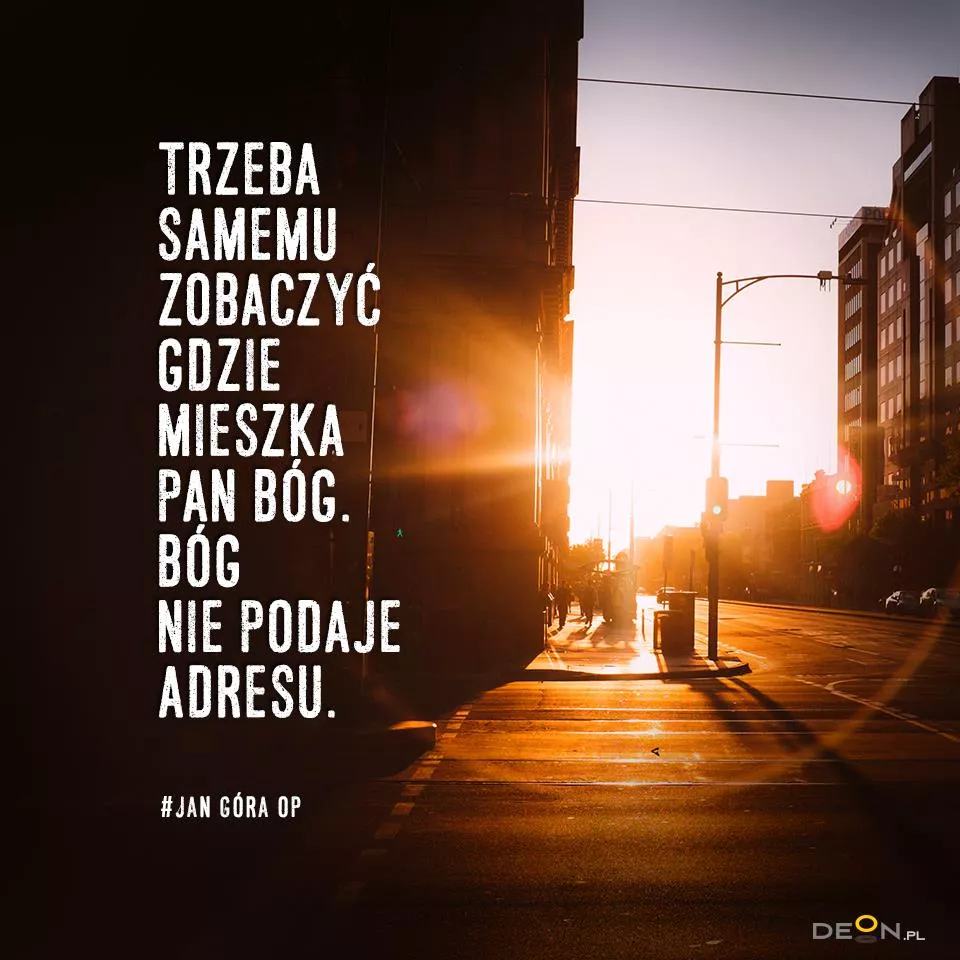 TRZEBA
SAMEMU
ZOBACZYĆ
GDZIE
MIESZKA
PAN BÓG.
BÓG
NIE PODAJE
ADRESU.
#JAN GÓRA OP
DEON.PL